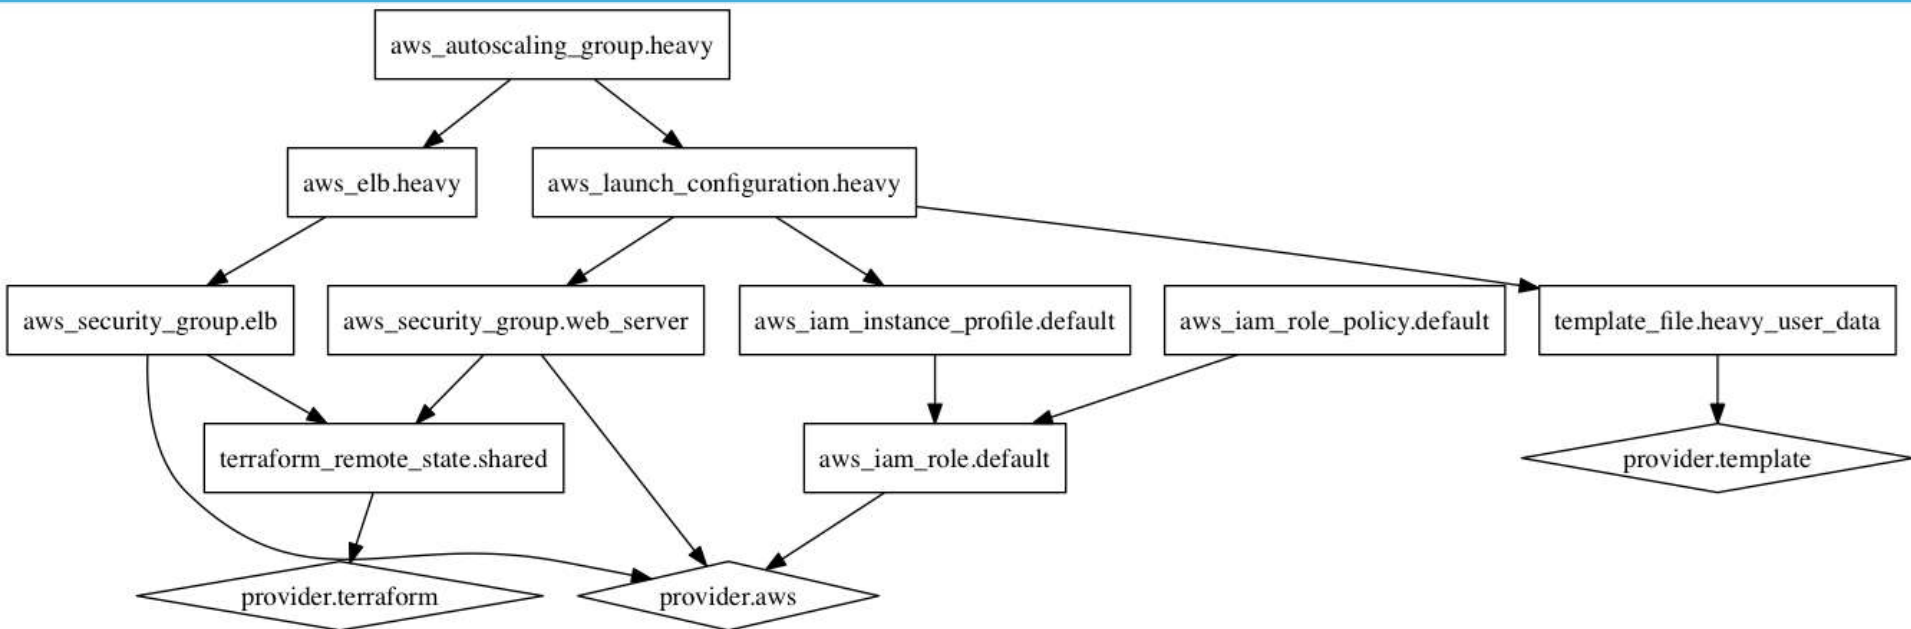 aws_autoscaling_group.heavy
aws_elb.heavy
aws_launch_configuration.heavy
aws_security_group.elb
aws_security_group.web_server
aws_iam_instance_profile.default
aws_iam_role_policy.default
template_file.heavy_user_data
terraform_remote_state.shared
aws_iam_role.default
provider.template
provider.terraform
provider.aws